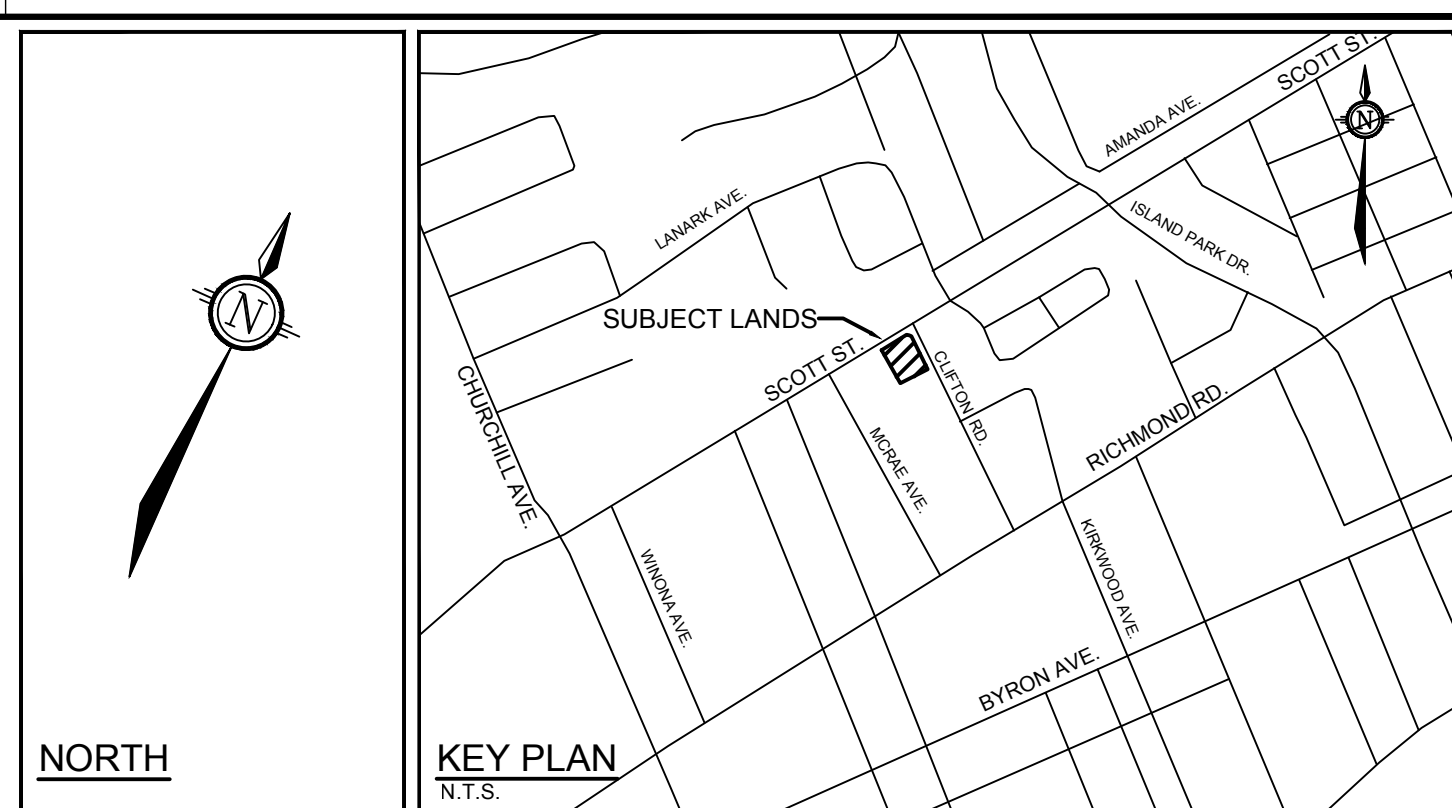 SCOTT ST.
AMANDA AVE.
N
LANARK AVE.
ISLAND PARK DR.
N
SUBJECT LANDS
SCOTT ST.
CLIFTON RD.
CHURCHILL AVE.
MCRAE AVE.
RICHMOND RD.
WINONA AVE.
KIRKWOOD AVE.
BYRON AVE.
NORTH
KEY PLAN
N.T.S.